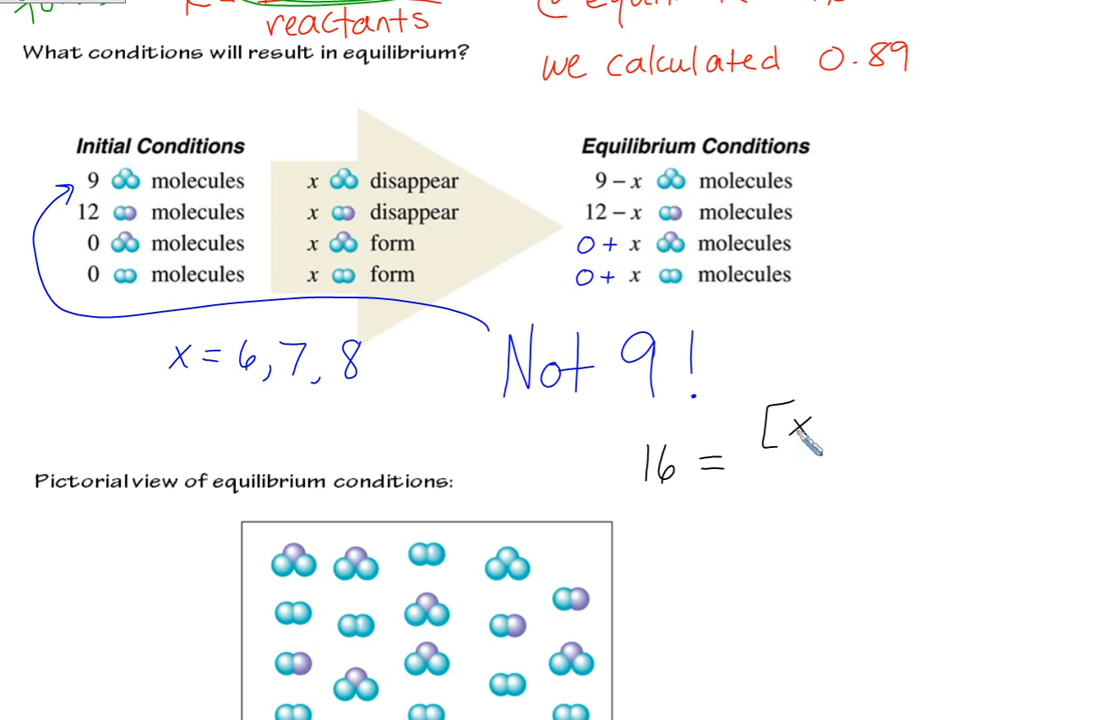 reactants
What conditions will result in equilibrium?
we calculated 0.89
Initial Conditions
9 molecules
12 molecules
0 molecules
0 molecules
x disappear
x disappear
x form
x form
Equilibrium Conditions
9 – x molecules
12 – x molecules
0 + x molecules
0 + x molecules
x = 6, 7, 8
Not 9!
16 = [x
Pictorial view of equilibrium conditions: